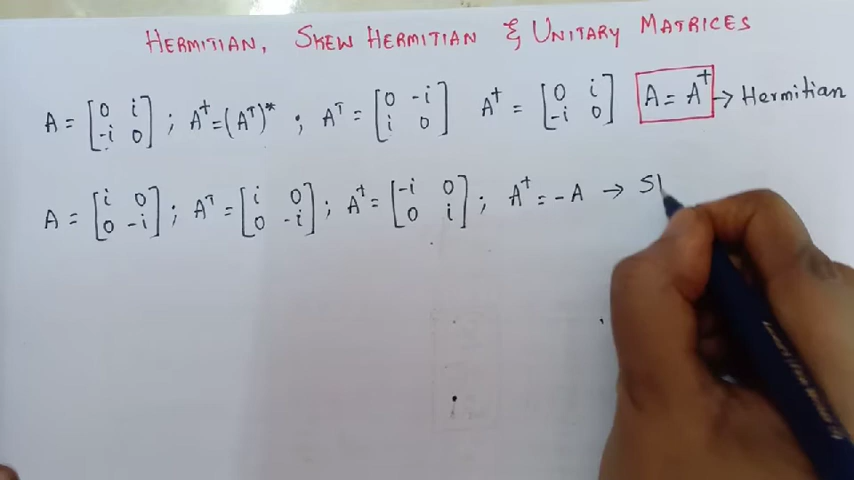 HERMITIAN, SKEW HERMITIAN & UNITARY MATRICES
A = [0 i; -i 0] ; A† = (Aᵀ)* ; Aᵀ = [0 -i; i 0] A† = [0 i; -i 0] A = A† → Hermitian
A = [i 0; 0 -i] ; Aᵀ = [i 0; 0 -i] ; A† = [-i 0; 0 i] ; A† = -A → S